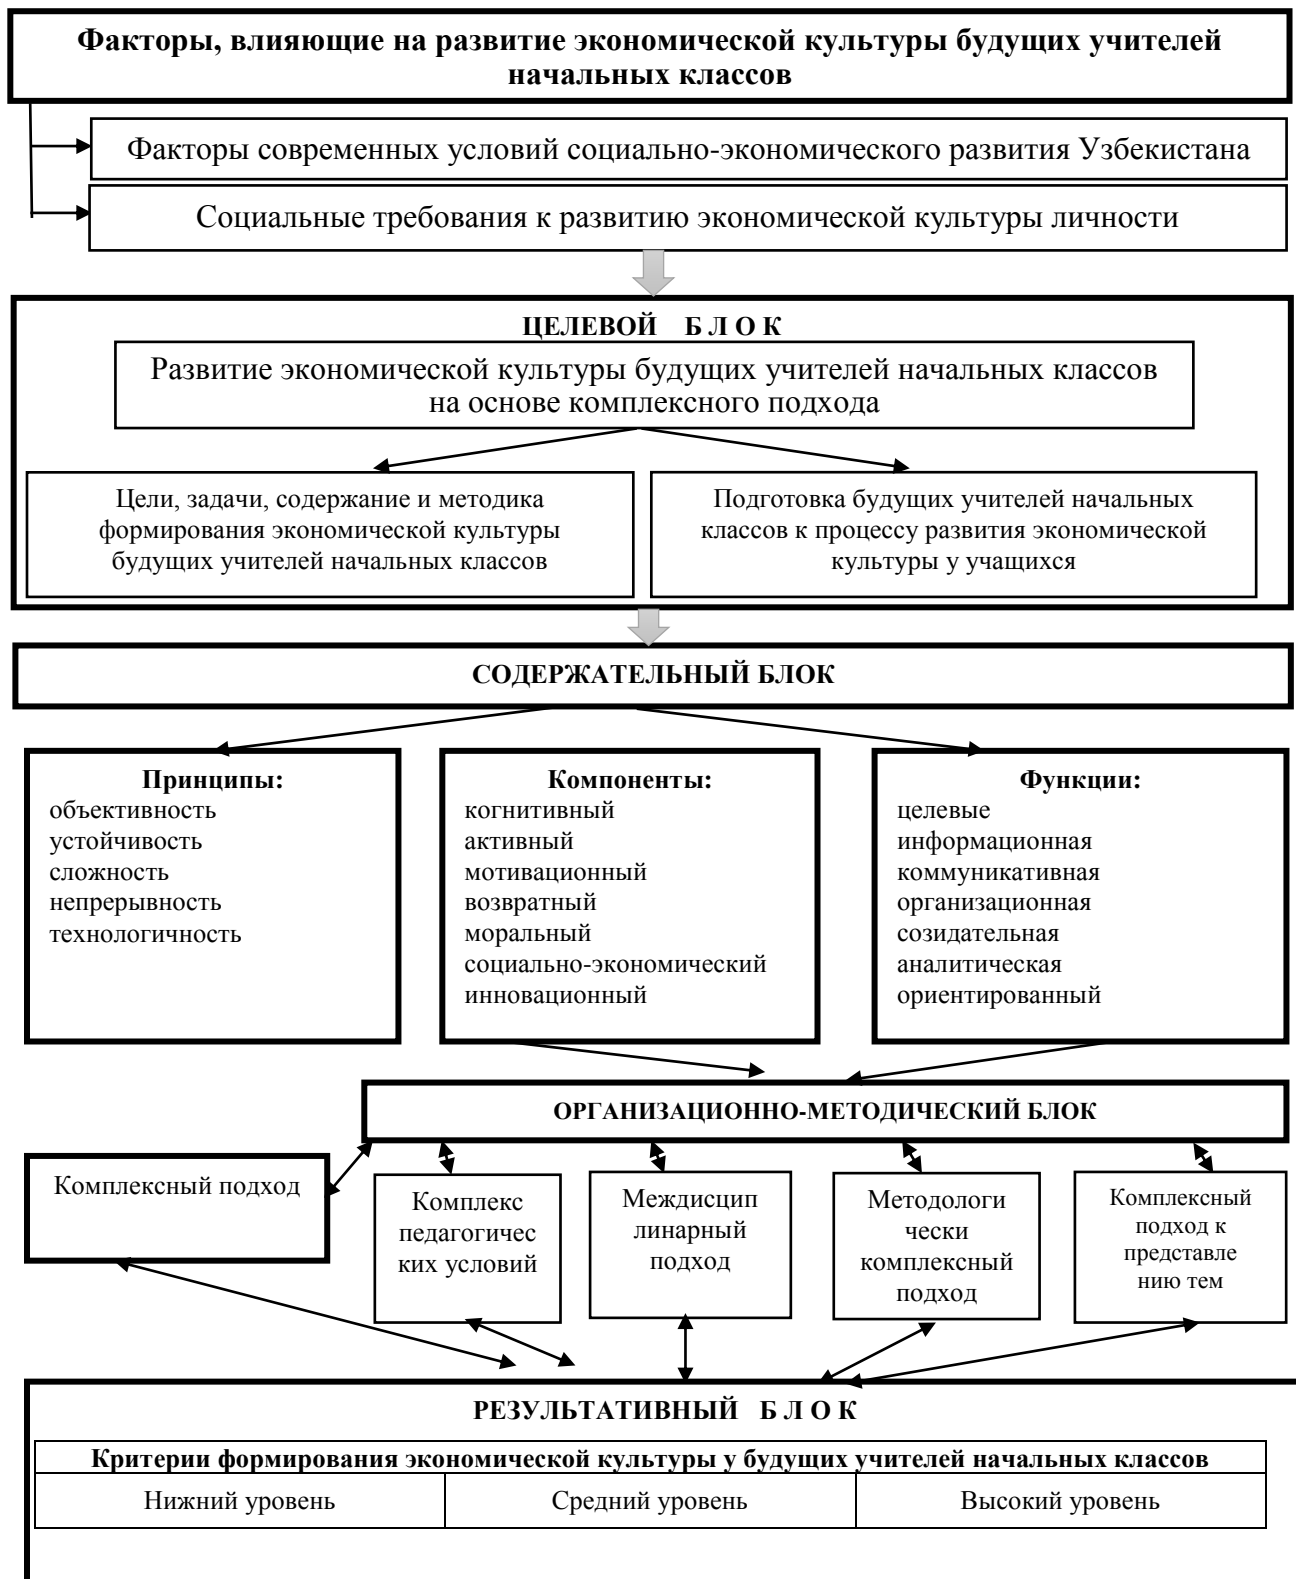 Факторы, влияющие на развитие экономической культуры будущих учителей
начальных классов
Факторы современных условий социально-экономического развития Узбекистана
Социальные требования к развитию экономической культуры личности
ЦЕЛЕВОЙ Б Л О К
Развитие экономической культуры будущих учителей начальных классов
на основе комплексного подхода
Цели, задачи, содержание и методика
формирования экономической культуры
будущих учителей начальных классов
Подготовка будущих учителей начальных
классов к процессу развития экономической
культуры у учащихся
СОДЕРЖАТЕЛЬНЫЙ БЛОК
Принципы:
объективность
устойчивость
сложность
непрерывность
технологичность
Компоненты:
когнитивный
активный
мотивационный
возвратный
моральный
социально-экономический
инновационный
Функции:
целевые
информационная
коммуникативная
организационная
созидательная
аналитическая
ориентированный
ОРГАНИЗАЦИОННО-МЕТОДИЧЕСКИЙ БЛОК
Комплексный подход
Комплекс
педагогичес
ких условий
Междисцип
линарный
подход
Методологи
чески
комплексный
подход
Комплексный
подход к
представле
нию тем
РЕЗУЛЬТАТИВНЫЙ Б Л О К
Критерии формирования экономической культуры у будущих учителей начальных классов
Нижний уровень
Средний уровень
Высокий уровень